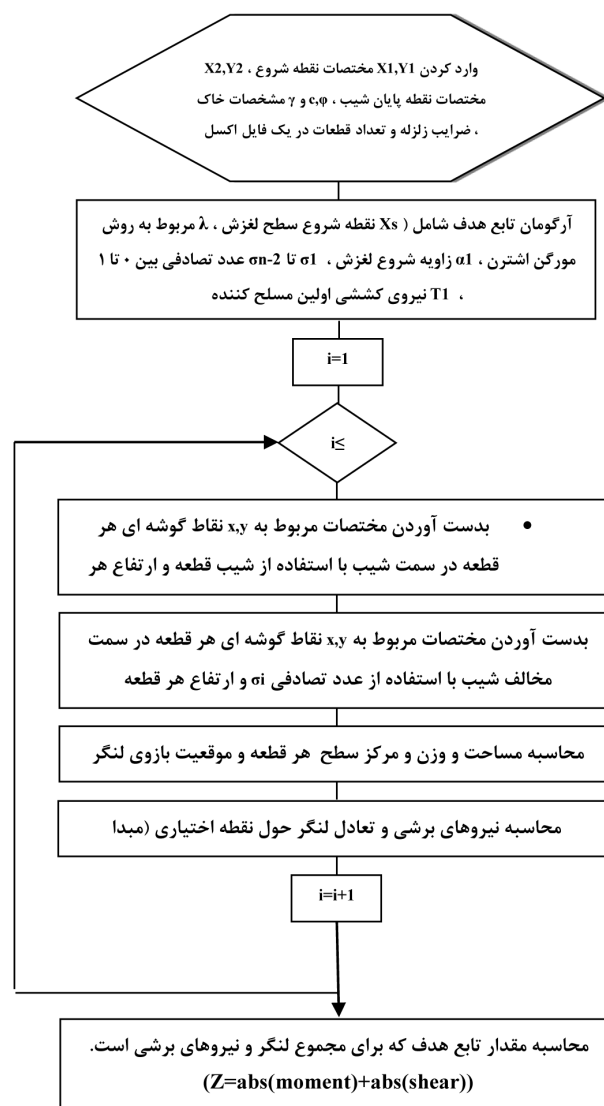 وارد کردن X1,Y1 مختصات نقطه شروع ، X2,Y2
مختصات نقطه پایان شیب ، c,φ و γ مشخصات خاک
، ضرایب زلزله و تعداد قطعات در یک فایل اکسل
آرگومان تابع هدف شامل ( Xs نقطه شروع سطح لغزش ، λ مربوط به روش
مورگن اشترن ، α1 زاویه شروع لغزش ، σ1 تا σn-2 عدد تصادفی بین ۰ تا ۱
، T1 نیروی کششی اولین مسلح کننده
i=1
i≤
• بدست آوردن مختصات مربوط به x,y نقاط گوشه ای هر
قطعه در سمت شیب با استفاده از شیب قطعه و ارتفاع هر
بدست آوردن مختصات مربوط به x,y نقاط گوشه ای هر قطعه در سمت
مخالف شیب با استفاده از عدد تصادفی σi و ارتفاع هر قطعه
محاسبه مساحت و وزن و مرکز سطح هر قطعه و موقعیت بازوی لنگر
محاسبه نیروهای برشی و تعادل لنگر حول نقطه اختیاری (مبدا
i=i+1
محاسبه مقدار تابع هدف که برای مجموع لنگر و نیروهای برشی است.
(Z=abs(moment)+abs(shear))